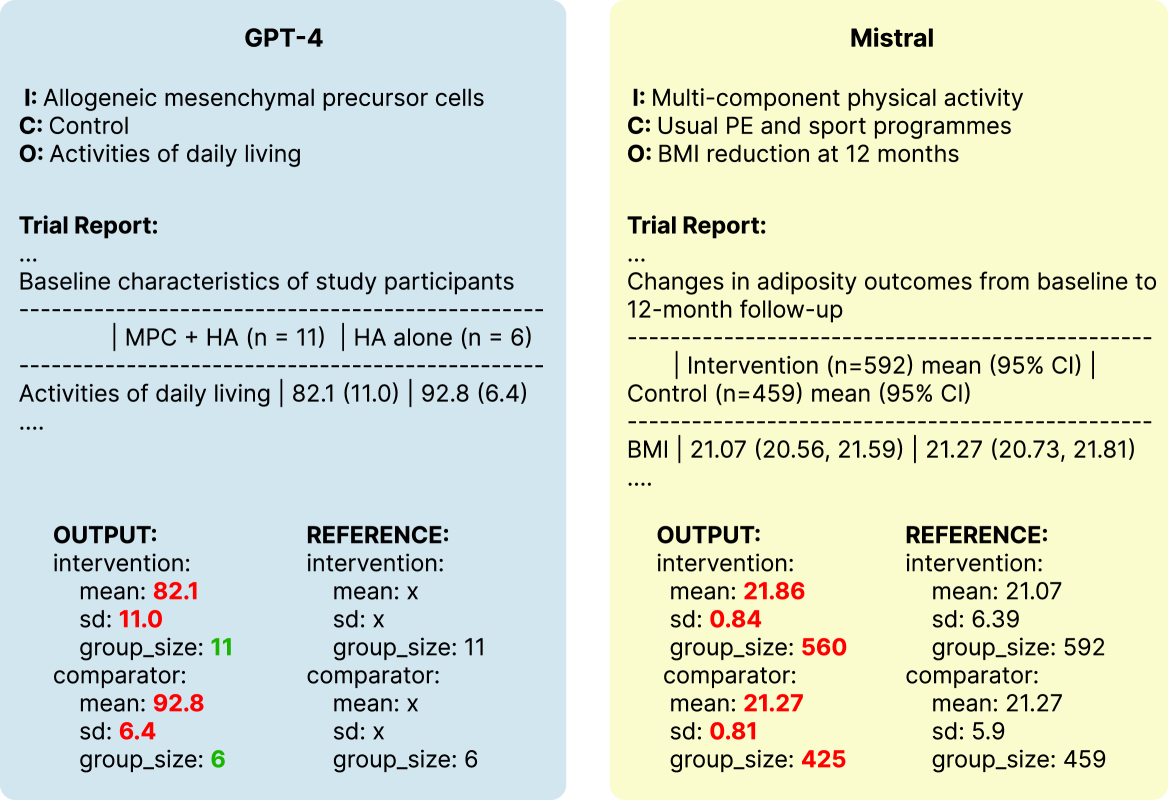 GPT-4
I: Allogeneic mesenchymal precursor cells
C: Control
O: Activities of daily living
Trial Report:
...
Baseline characteristics of study participants
-------------------------------------------------
| MPC + HA (n = 11) | HA alone (n = 6)
-------------------------------------------------
Activities of daily living | 82.1 (11.0) | 92.8 (6.4)
....
OUTPUT:
intervention:
mean: 82.1
sd: 11.0
group_size: 11
comparator:
mean: 92.8
sd: 6.4
group_size: 6
REFERENCE:
intervention:
mean: x
sd: x
group_size: 11
comparator:
mean: x
sd: x
group_size: 6
Mistral
I: Multi-component physical activity
C: Usual PE and sport programmes
O: BMI reduction at 12 months
Trial Report:
...
Changes in adiposity outcomes from baseline to
12-month follow-up
-------------------------------------------------
| Intervention (n=592) mean (95% CI) |
Control (n=459) mean (95% CI)
-------------------------------------------------
BMI | 21.07 (20.56, 21.59) | 21.27 (20.73, 21.81)
....
OUTPUT:
intervention:
mean: 21.86
sd: 0.84
group_size: 560
comparator:
mean: 21.27
sd: 0.81
group_size: 425
REFERENCE:
intervention:
mean: 21.07
sd: 6.39
group_size: 592
comparator:
mean: 21.27
sd: 5.9
group_size: 459